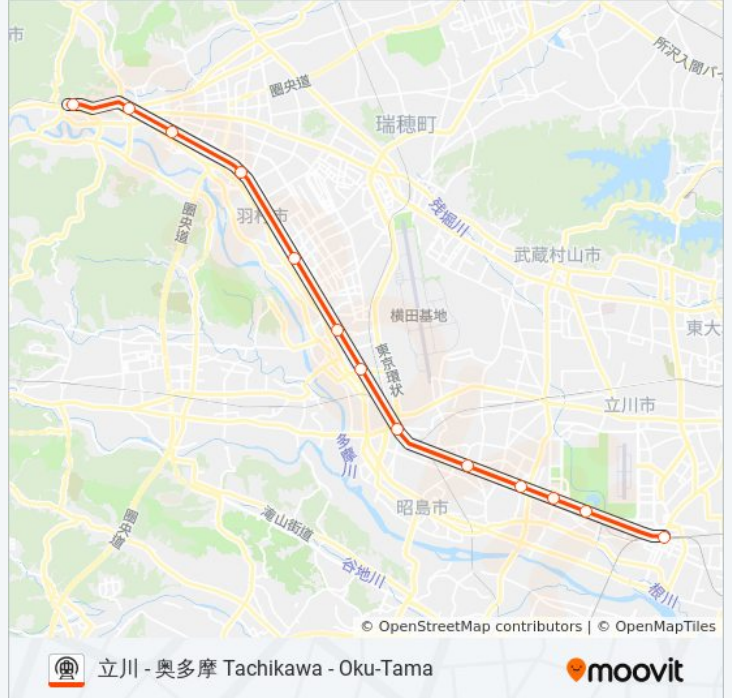 市
所沢入間バイ
圏央道
瑞穂町
残堀川
圏央道
羽村市
武蔵村山市
横田基地
東大
東京環状
立川市
多摩川
昭島市
滝山街道
圏央道
谷地川
根川
© OpenStreetMap contributors | © OpenMapTiles
立川 - 奥多摩 Tachikawa - Oku-Tama
moovit